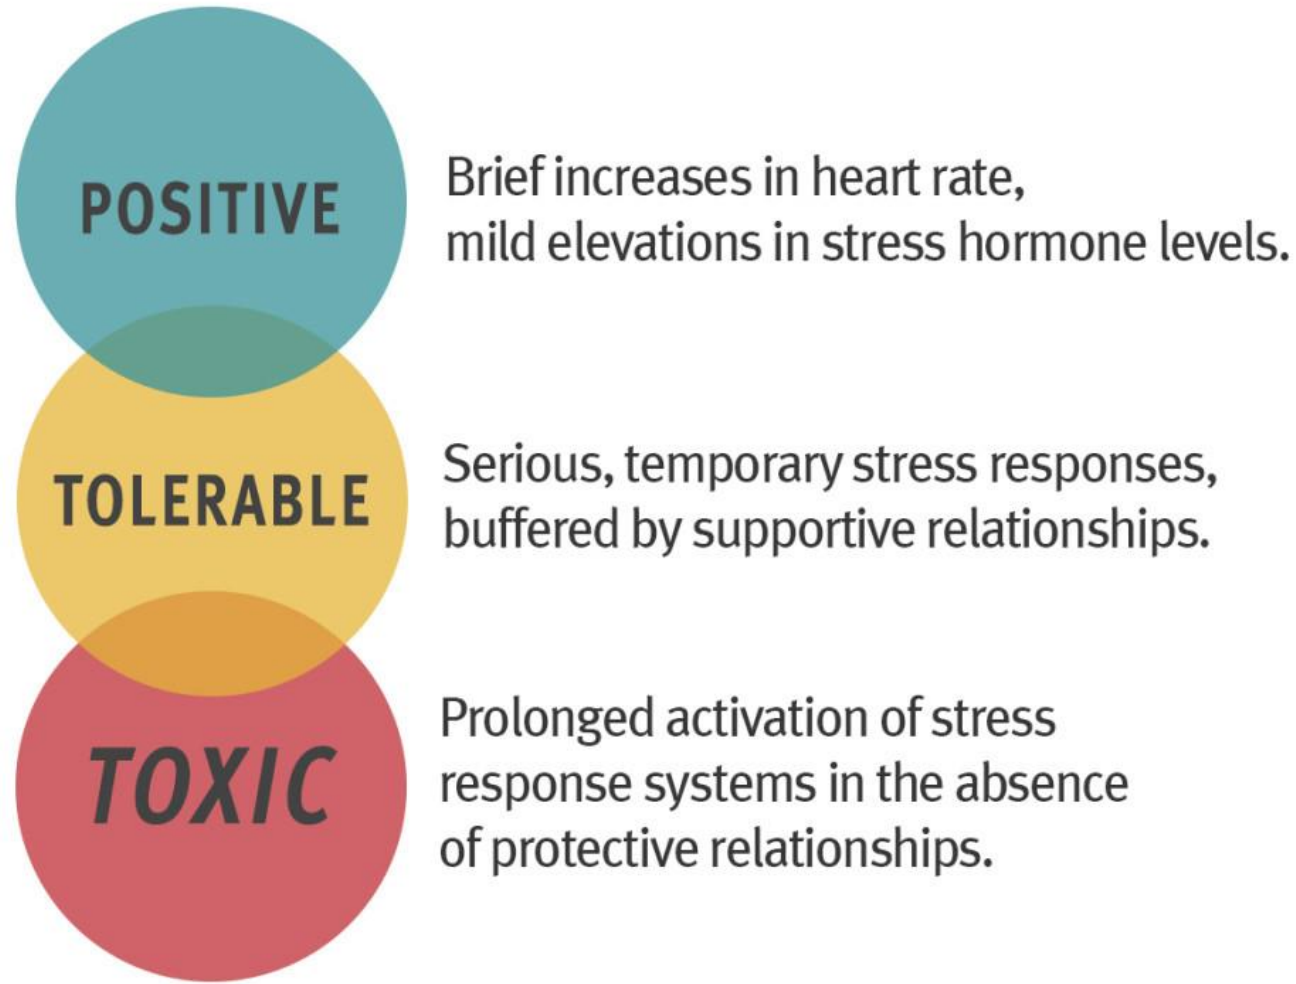 POSITIVE
Brief increases in heart rate,
mild elevations in stress hormone levels.
TOLERABLE
Serious, temporary stress responses,
buffered by supportive relationships.
TOXIC
Prolonged activation of stress
response systems in the absence
of protective relationships.